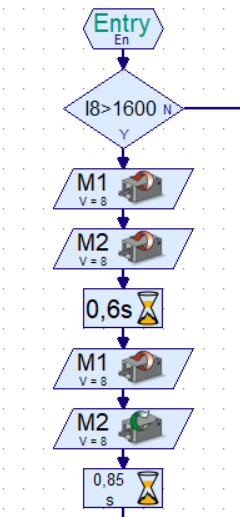 Entry
En
I8>1600 N
Y
M1
V = 8
M2
V = 8
0,6s
M1
V = 8
M2
V = 8
0,85
s